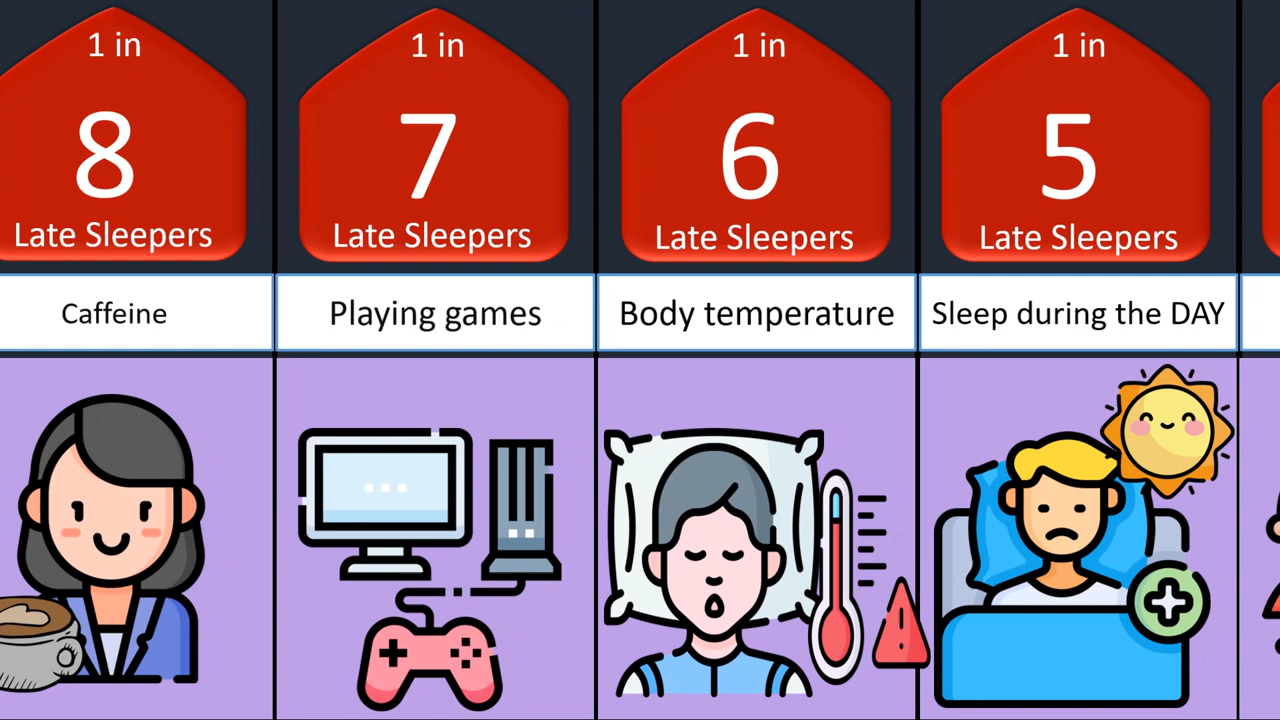 1 in
8
Late Sleepers
Caffeine
1 in
7
Late Sleepers
Playing games
1 in
6
Late Sleepers
Body temperature
1 in
5
Late Sleepers
Sleep during the DAY